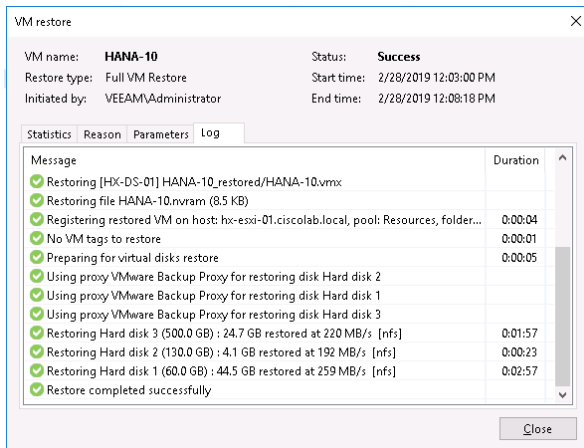 VM restore
VM name: HANA-10 Status: Success
Restore type: Full VM Restore Start time: 2/28/2019 12:03:00 PM
Initiated by: VEEAM\Administrator End time: 2/28/2019 12:08:18 PM
Statistics Reason Parameters Log
Message Duration
Restoring [HX-DS-01] HANA-10_restored/HANA-10.vmx
Restoring file HANA-10.nvram (8.5 KB)
Registering restored VM on host: hx-esxi-01.ciscolab.local, pool: Resources, folder... 0:00:04
No VM tags to restore 0:00:01
Preparing for virtual disks restore 0:00:05
Using proxy VMware Backup Proxy for restoring disk Hard disk 2
Using proxy VMware Backup Proxy for restoring disk Hard disk 1
Using proxy VMware Backup Proxy for restoring disk Hard disk 3
Restoring Hard disk 3 (500.0 GB) : 24.7 GB restored at 220 MB/s [nfs] 0:01:57
Restoring Hard disk 2 (130.0 GB) : 4.1 GB restored at 192 MB/s [nfs] 0:00:23
Restoring Hard disk 1 (60.0 GB) : 44.5 GB restored at 259 MB/s [nfs] 0:02:57
Restore completed successfully
Close